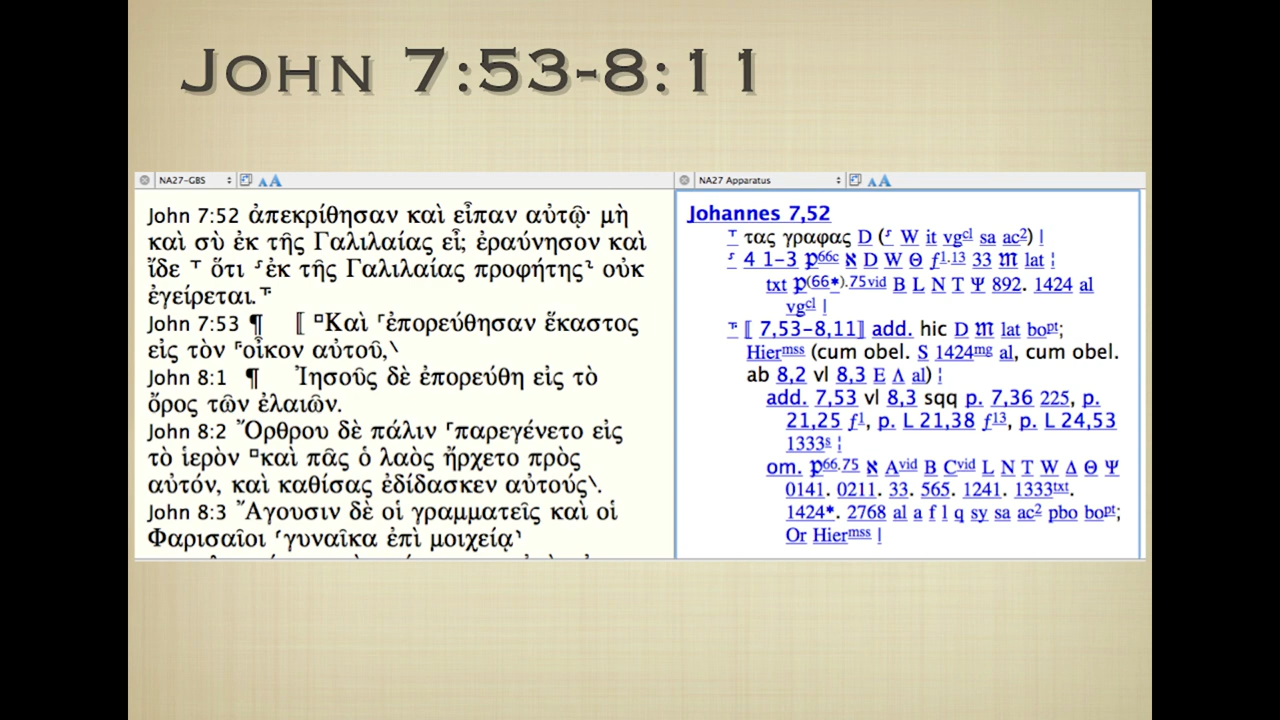 JOHN 7:53-8:11
NA27-GBS AA
John 7:52 ἀπεκρίθησαν καὶ εἶπαν αὐτῷ· μὴ
καὶ σὺ ἐκ τῆς Γαλιλαίας εἶ; ἐραύνησον καὶ
ἴδε ⸆ ὅτι ⸉ἐκ τῆς Γαλιλαίας προφήτης⸊ οὐκ
ἐγείρεται.⸇
John 7:53 ¶ ⟦ ⸋Καὶ ⸀ἐπορεύθησαν ἕκαστος
εἰς τὸν ⸁οἶκον αὐτοῦ,⸌
John 8:1 ¶ Ἰησοῦς δὲ ἐπορεύθη εἰς τὸ
ὄρος τῶν ἐλαιῶν.
John 8:2 Ὄρθρου δὲ πάλιν ⸀παρεγένετο εἰς
τὸ ἱερὸν ⸋καὶ πᾶς ὁ λαὸς ἤρχετο πρὸς
αὐτόν, καὶ καθίσας ἐδίδασκεν αὐτούς⸌.
John 8:3 Ἄγουσιν δὲ οἱ γραμματεῖς καὶ οἱ
Φαρισαῖοι ⸂γυναῖκα ἐπὶ μοιχείᾳ⸃
NA27 Apparatus AA
Johannes 7,52
⸆ τας γραφας D (⸉ W it vgcl sa ac2) |
⸉ 4 1–3 𝔓66c ℵ D W Θ f1.13 33 𝔐 lat ¦
txt 𝔓(66*).75vid B L N T Ψ 892. 1424 al
vgcl |
⸇ ⟦ 7,53–8,11⟧ add. hic D 𝔐 lat bopt;
Hiermss (cum obel. S 1424mg al, cum obel.
ab 8,2 vl 8,3 E Λ al) ¦
add. 7,53 vl 8,3 sqq p. 7,36 225, p.
21,25 f1, p. L 21,38 f13, p. L 24,53
1333s ¦
om. 𝔓66.75 ℵ Avid B Cvid L N T W Δ Θ Ψ
0141. 0211. 33. 565. 1241. 1333txt.
1424*. 2768 al a f l q sy sa ac2 pbo bopt;
Or Hiermss |